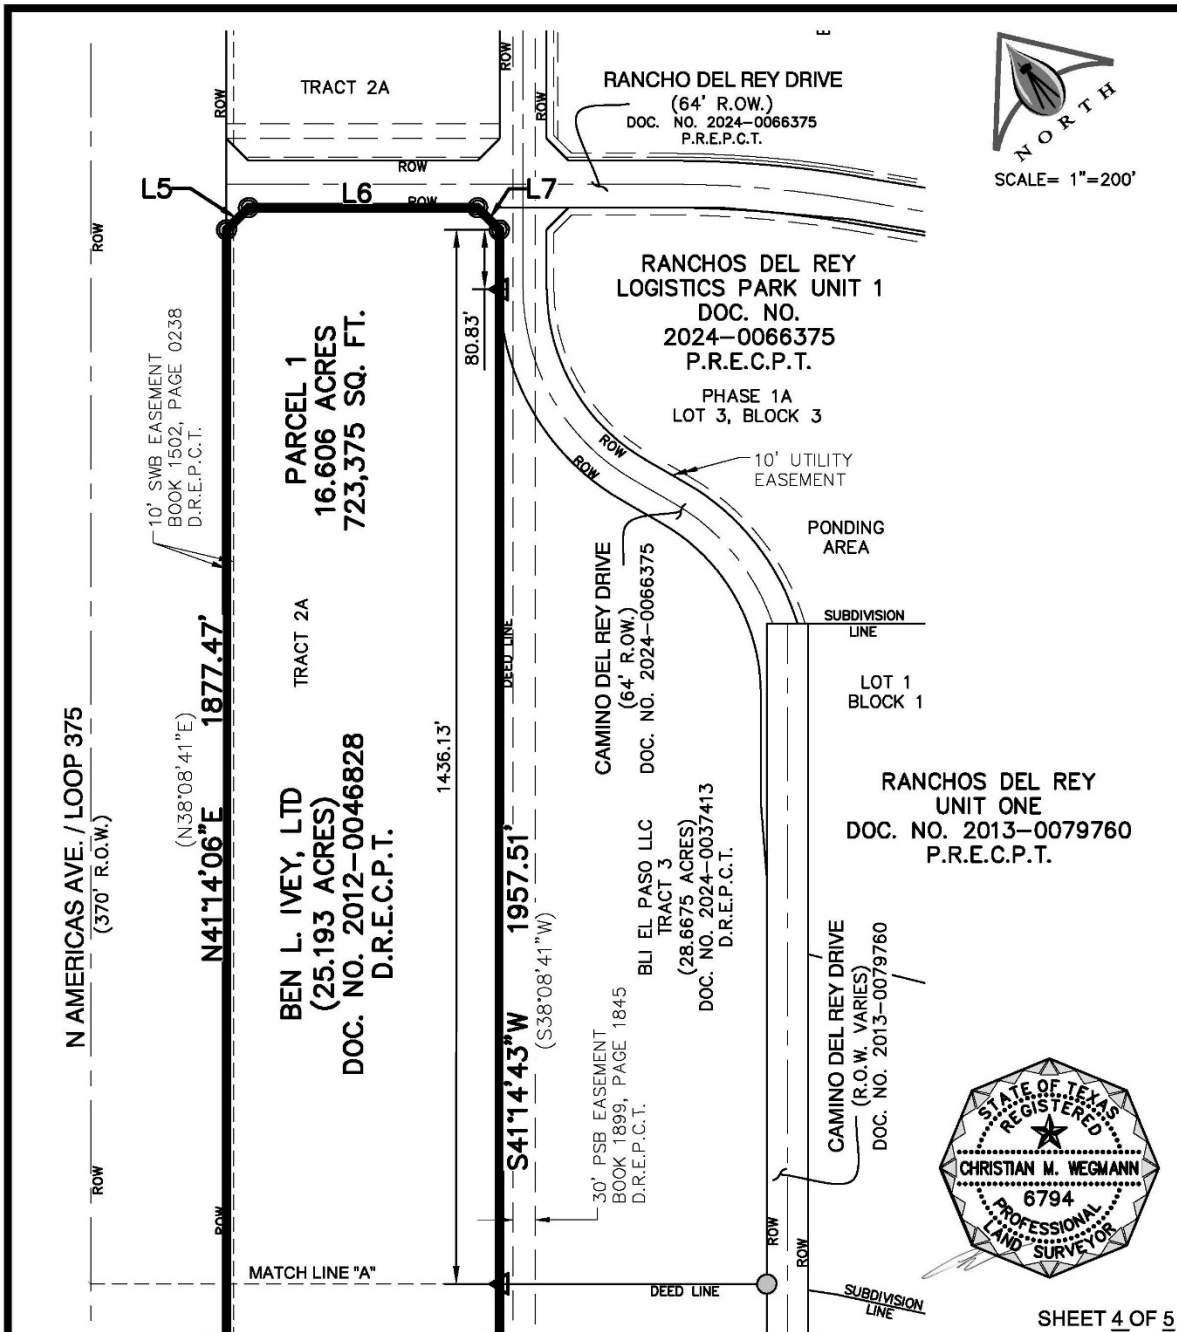 TRACT 2A
ROW
ROW
ROW
RANCHO DEL REY DRIVE
(64' R.OW.)
DOC. NO. 2024-0066375
P.R.E.P.C.T.
NORTH
SCALE= 1"=200'
ROW
L5
L6
ROW
L7
ROW
RANCHOS DEL REY
LOGISTICS PARK UNIT 1
DOC. NO.
2024-0066375
P.R.E.C.P.T.
PHASE 1A
LOT 3, BLOCK 3
80.83'
10' SWB EASEMENT
BOOK 1502, PAGE 0238
D.R.E.P.C.T.
PARCEL 1
16.606 ACRES
723,375 SQ. FT.
ROW
ROW
10' UTILITY
EASEMENT
PONDING
AREA
CAMINO DEL REY DRIVE
(64' R.OW.)
DOC. NO. 2024-0066375
SUBDIVISION
LINE
TRACT 2A
DEED LINE
LOT 1
BLOCK 1
N AMERICAS AVE. / LOOP 375
(370' R.O.W.)
(N38°08'41"E)
N41°14'06"E 1877.47'
1436.13'
BEN L. IVEY, LTD
(25.193 ACRES)
DOC. NO. 2012-0046828
D.R.E.C.P.T.
S41°14'43"W 1957.51'
(S38°08'41"W)
BLI EL PASO LLC
TRACT 3
(28.6675 ACRES)
DOC. NO. 2024-0037413
D.R.E.P.C.T.
RANCHOS DEL REY
UNIT ONE
DOC. NO. 2013-0079760
P.R.E.C.P.T.
30' PSB EASEMENT
BOOK 1899, PAGE 1845
D.R.E.P.C.T.
CAMINO DEL REY DRIVE
(R.O.W. VARIES)
DOC. NO. 2013-0079760
STATE OF TEXAS
REGISTERED
CHRISTIAN M. WEGMANN
6794
PROFESSIONAL
LAND SURVEYOR
ROW
ROW
ROW
ROW
MATCH LINE "A"
DEED LINE
SUBDIVISION
LINE
SHEET 4 OF 5